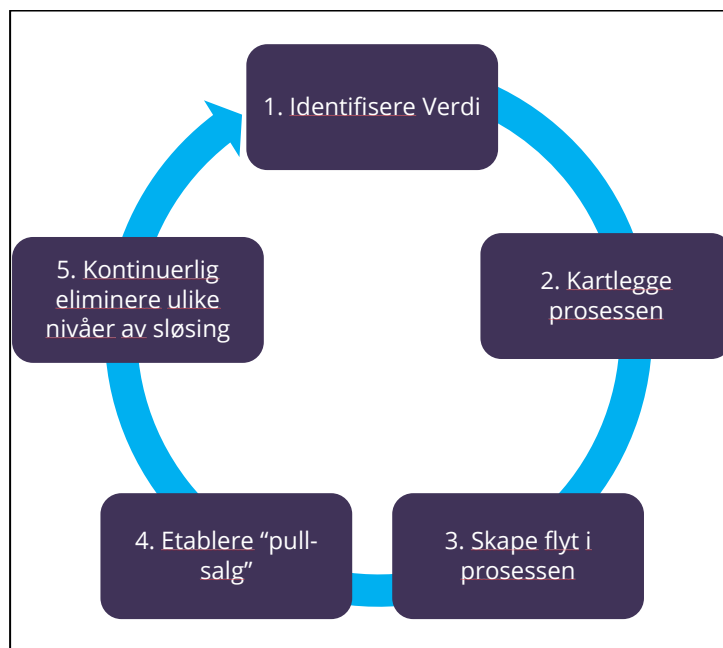 1. Identifisere Verdi
2. Kartlegge
prosessen
3. Skape flyt i
prosessen
4. Etablere “pull-
salg”
5. Kontinuerlig
eliminere ulike
nivåer av sløsing